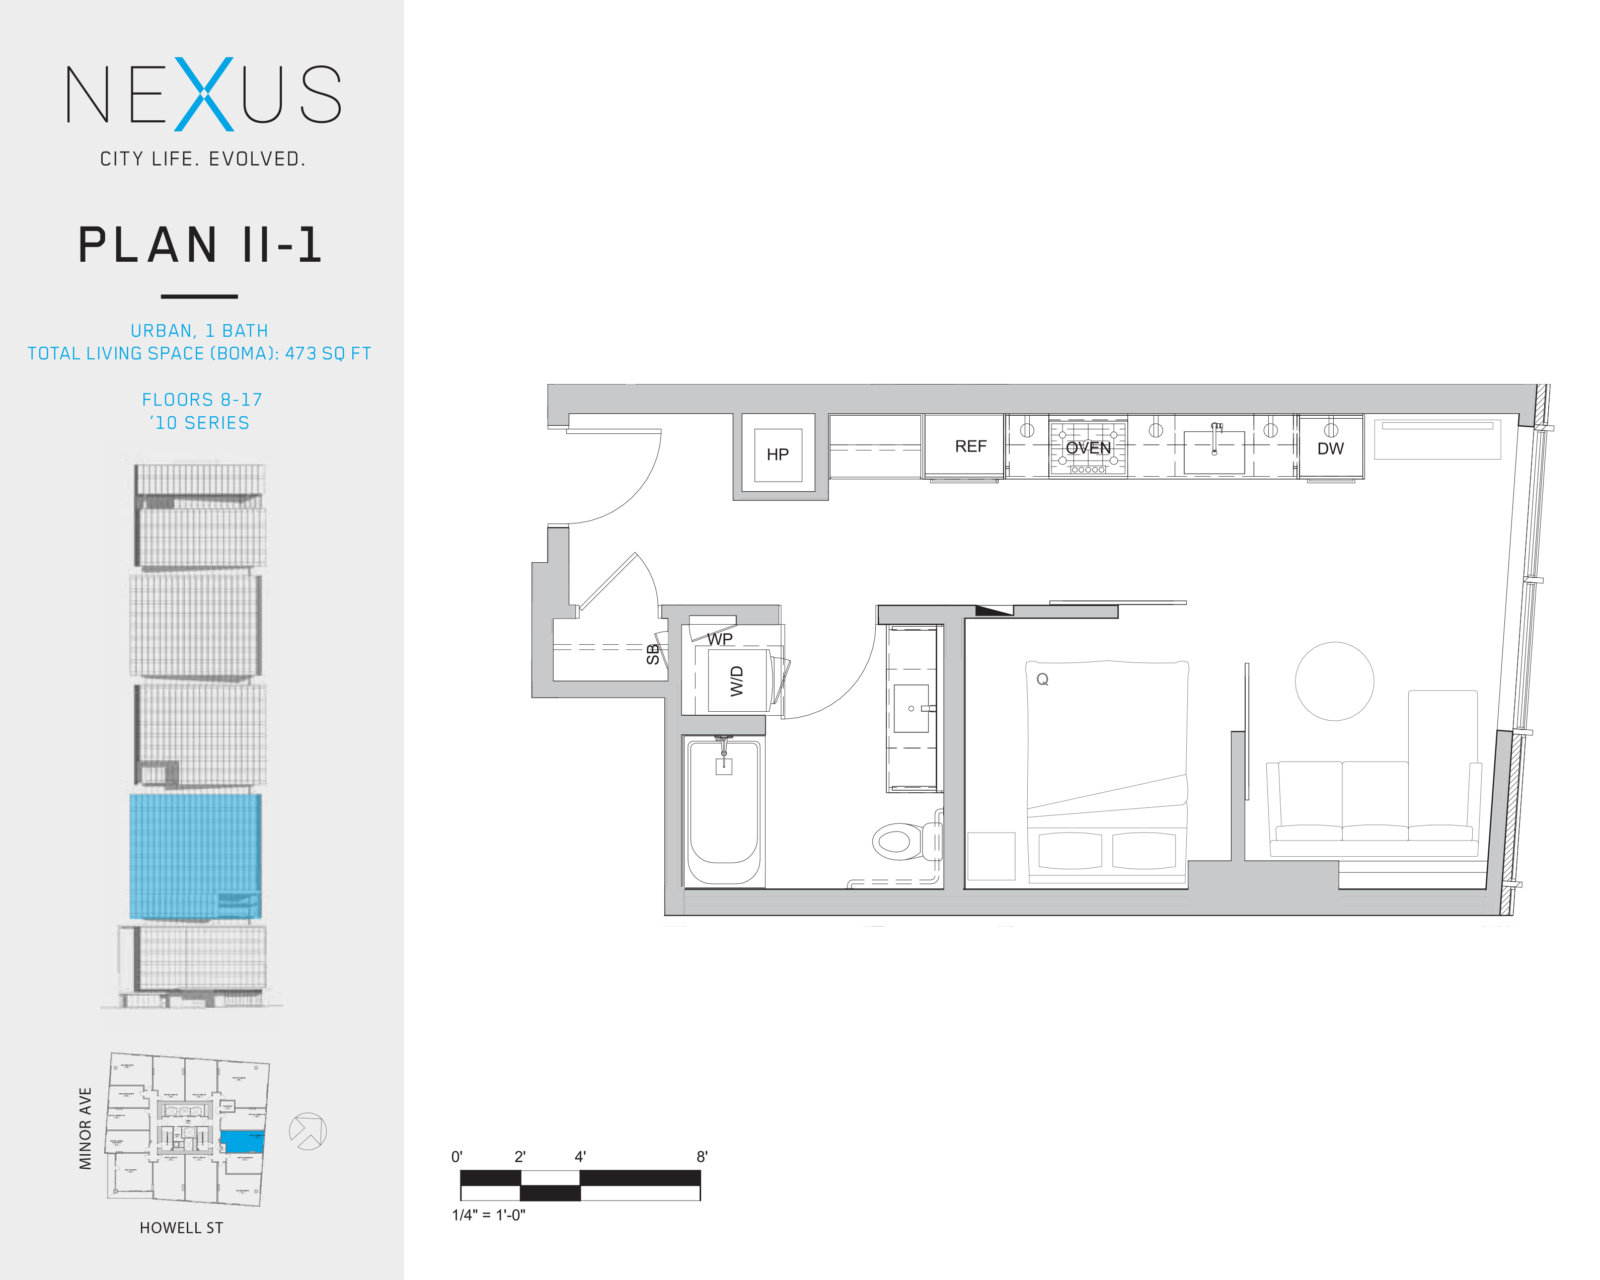 NEXUS
CITY LIFE. EVOLVED.
PLAN II-1
URBAN, 1 BATH
TOTAL LIVING SPACE (BOMA): 473 SQ FT
FLOORS 8-17
‘10 SERIES
HP
REF
OVEN
DW
WP
SB
W/D
Q
MINOR AVE
HOWELL ST
0' 2' 4' 8'
1/4" = 1'-0"